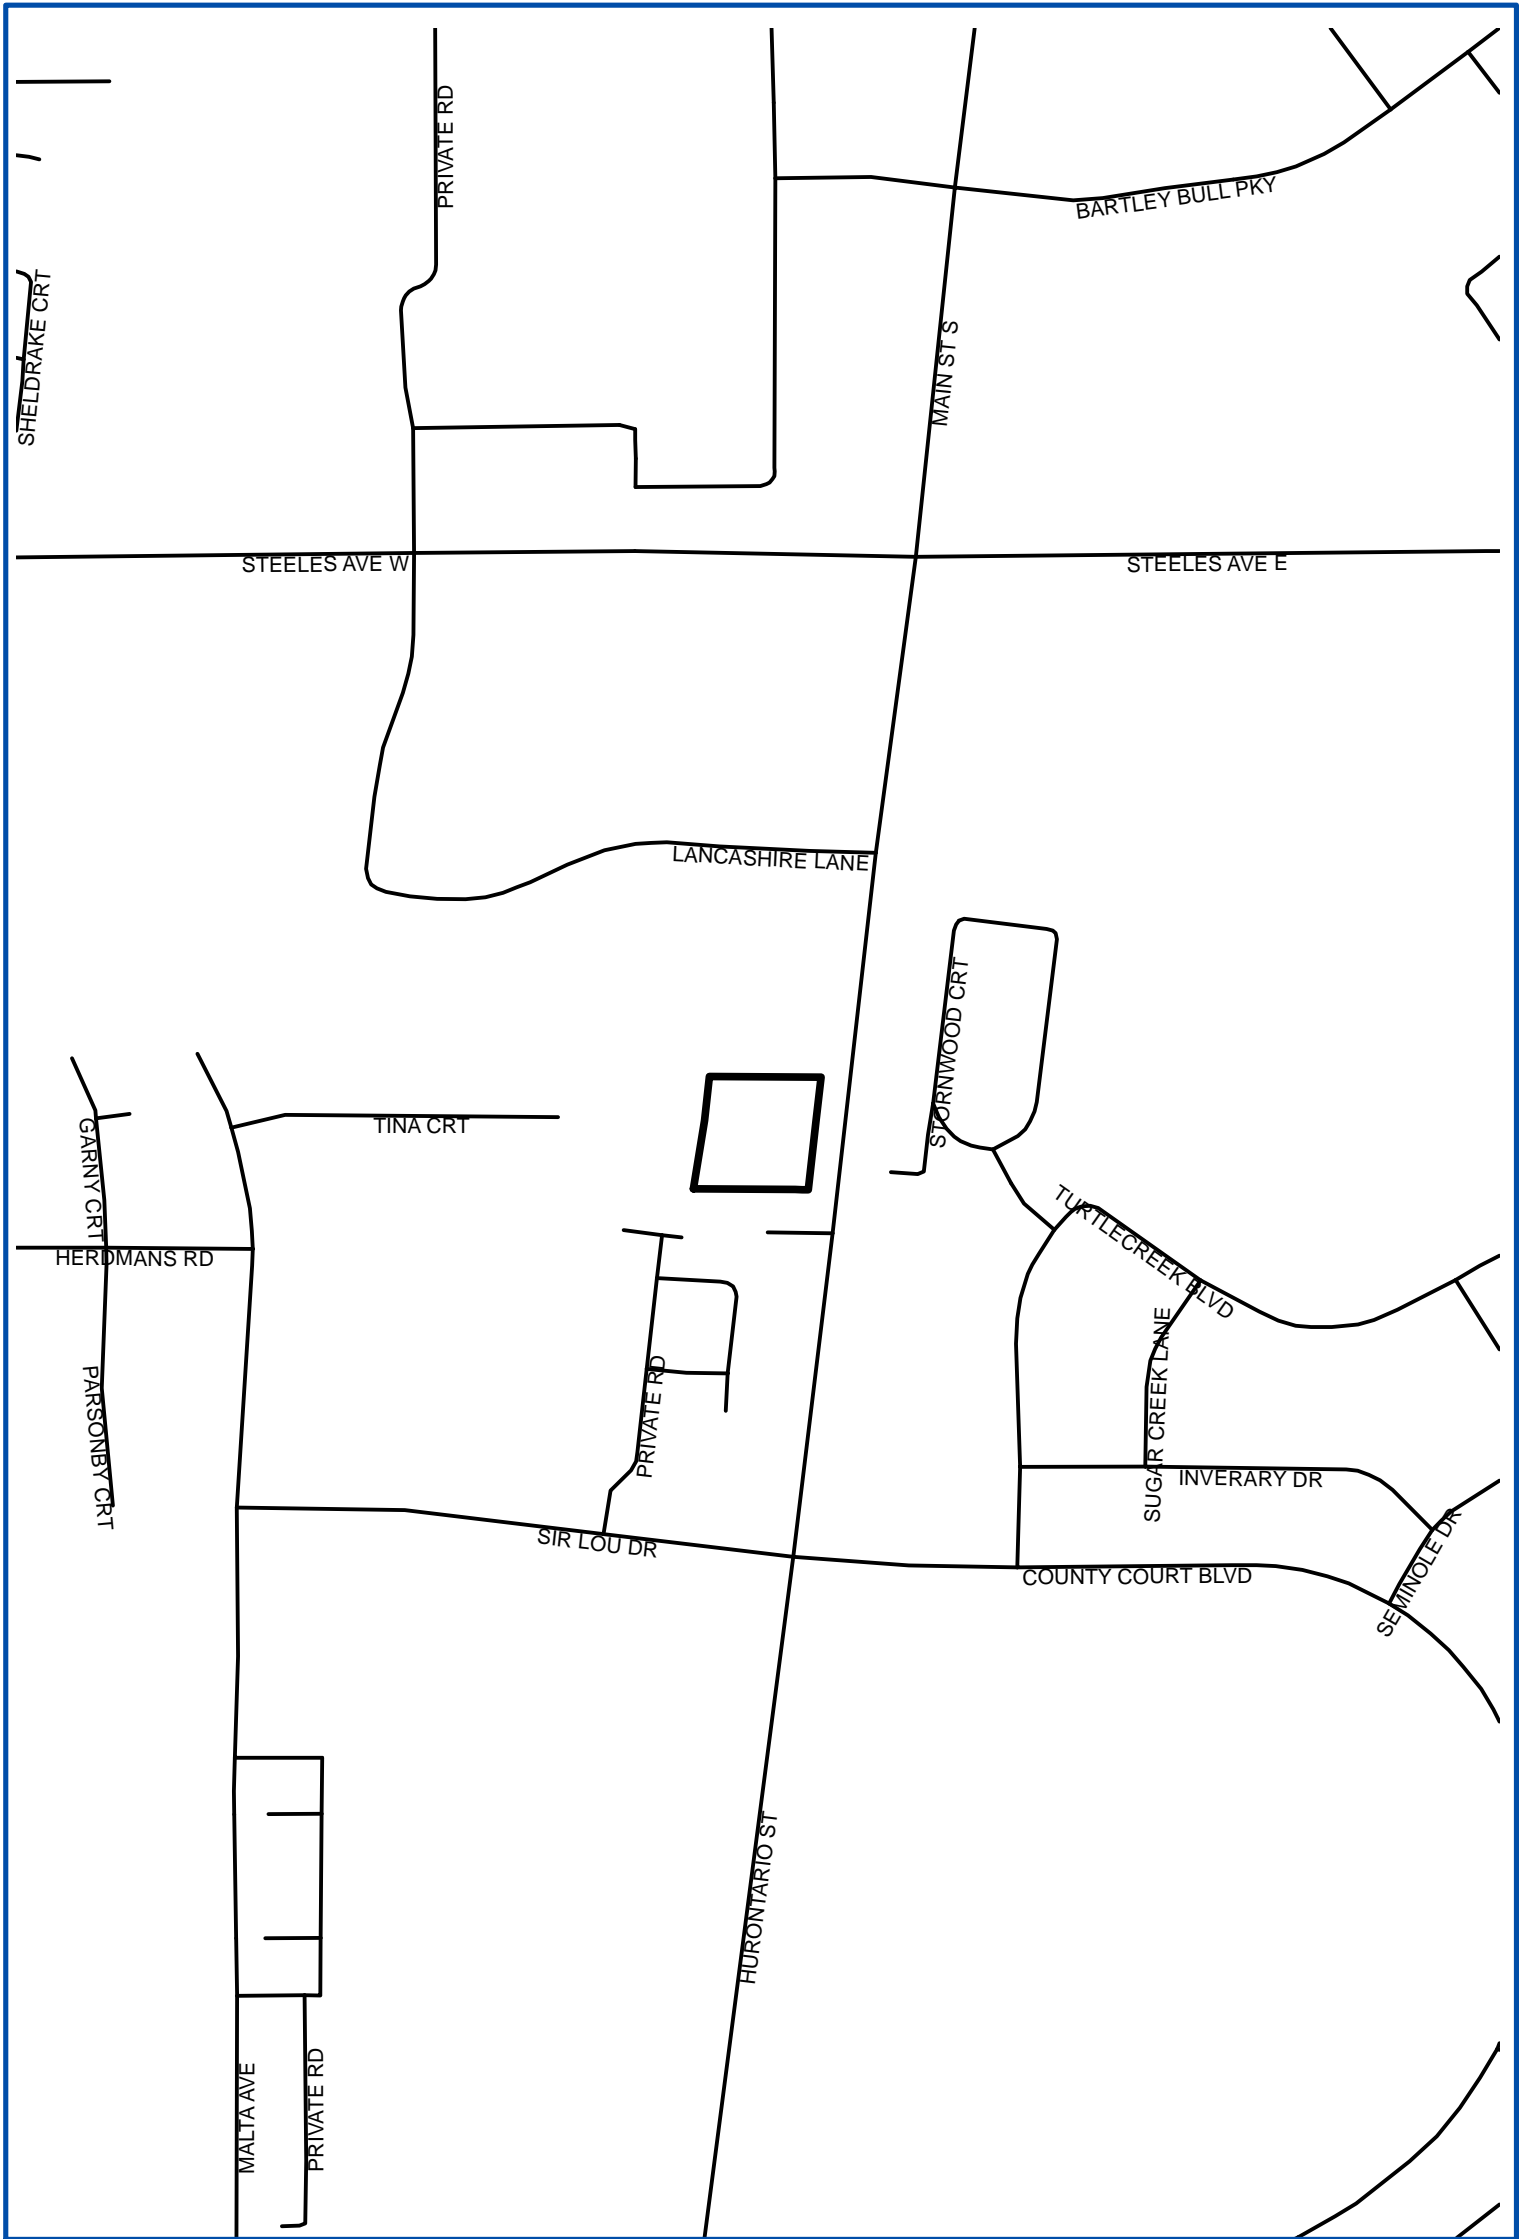 PRIVATE RD
BARTLEY BULL PKY
SHELDRAKE CRT
MAIN ST S
STEELES AVE W
STEELES AVE E
LANCASHIRE LANE
STORNWOOD CRT
GARNY CRT
TINA CRT
TURTLECREEK BLVD
HERDMANS RD
SUGAR CREEK LANE
PARSONBY CRT
PRIVATE RD
INVERARY DR
SIR LOU DR
SEMINOLE DR
COUNTY COURT BLVD
HURONTARIO ST
MALTA AVE
PRIVATE RD